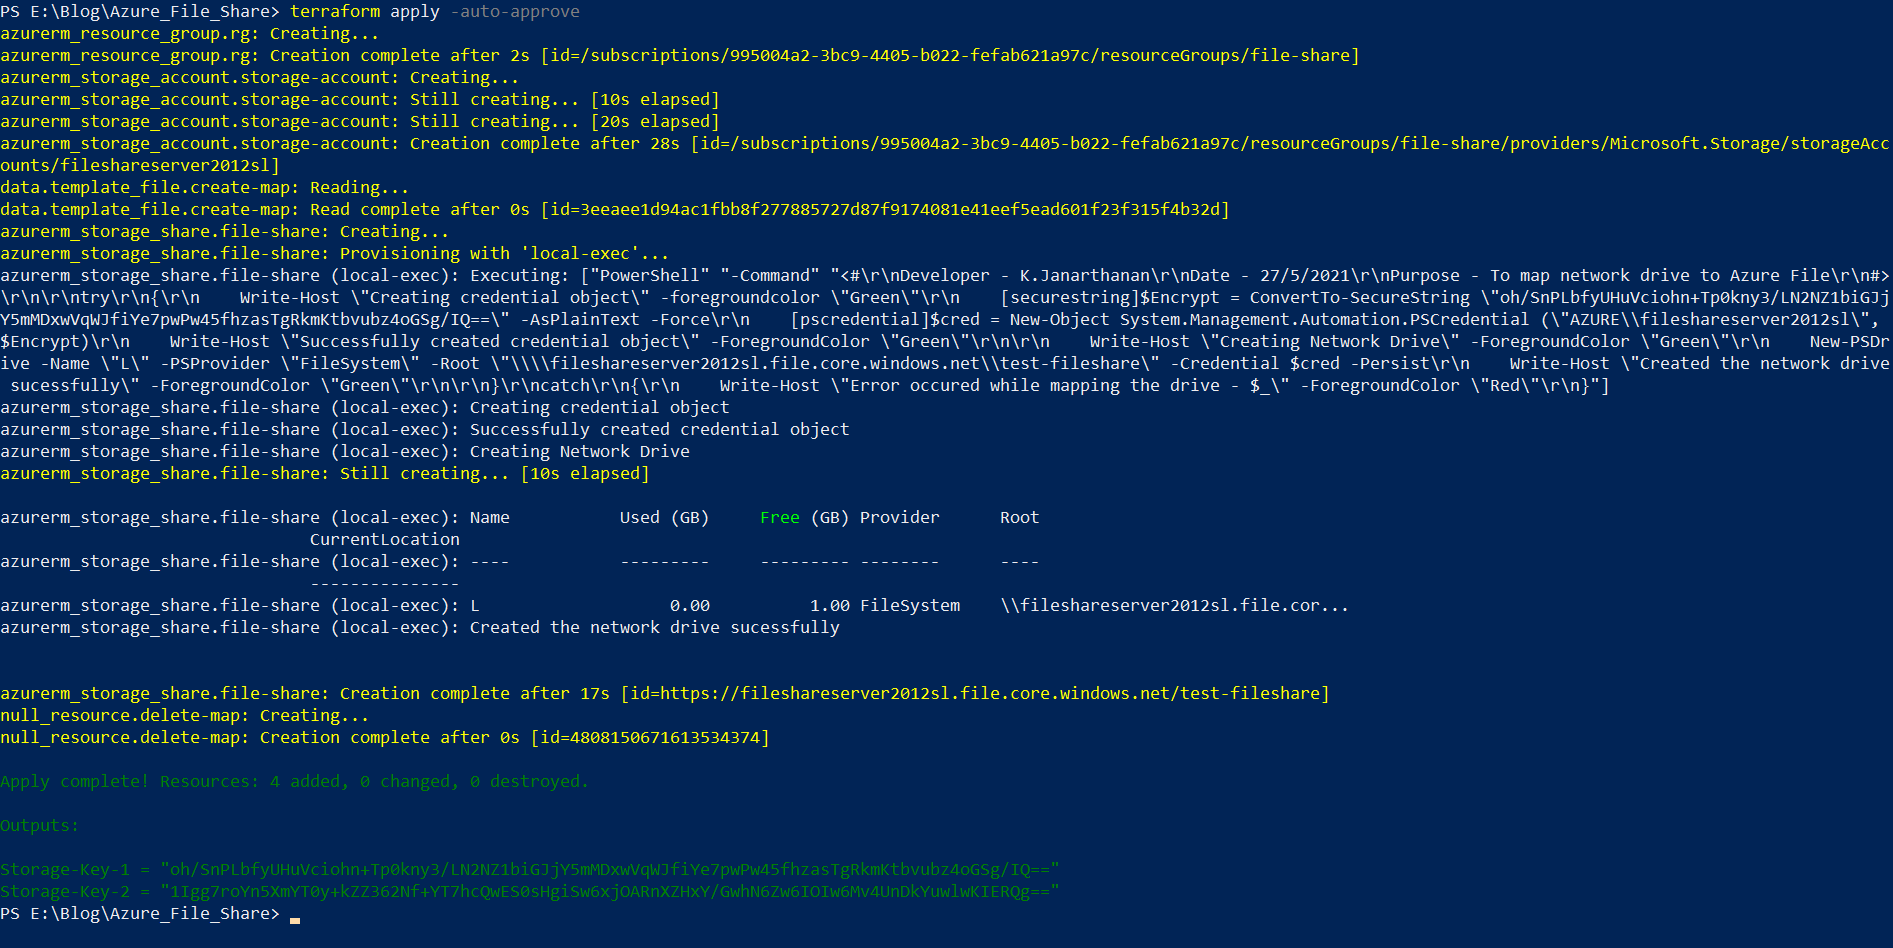 PS E:\Blog\Azure_File_Share> terraform apply -auto-approve
azurerm_resource_group.rg: Creating...
azurerm_resource_group.rg: Creation complete after 2s [id=/subscriptions/995004a2-3bc9-4405-b022-fefab621a97c/resourceGroups/file-share]
azurerm_storage_account.storage-account: Creating...
azurerm_storage_account.storage-account: Still creating... [10s elapsed]
azurerm_storage_account.storage-account: Still creating... [20s elapsed]
azurerm_storage_account.storage-account: Creation complete after 28s [id=/subscriptions/995004a2-3bc9-4405-b022-fefab621a97c/resourceGroups/file-share/providers/Microsoft.Storage/storageAcc
ounts/fileshareserver2012sl]
data.template_file.create-map: Reading...
data.template_file.create-map: Read complete after 0s [id=3eeaee1d94ac1fbb8f277885727d87f9174081e41eef5ead601f23f315f4b32d]
azurerm_storage_share.file-share: Creating...
azurerm_storage_share.file-share: Provisioning with 'local-exec'...
azurerm_storage_share.file-share (local-exec): Executing: ["PowerShell" "-Command" "<#\r\nDeveloper - K.Janarthanan\r\nDate - 27/5/2021\r\nPurpose - To map network drive to Azure File\r\n#>
\r\n\r\ntry\r\n{\r\n    Write-Host \"Creating credential object\" -foregroundcolor \"Green\"\r\n    [securestring]$Encrypt = ConvertTo-SecureString \"oh/SnPLbfyUHuVciohn+Tp0kny3/LN2NZ1biGJj
Y5mMDxwVqWJfiYe7pwPw45fhzasTgRkmKtbvubz4oGSg/IQ==\" -AsPlainText -Force\r\n    [pscredential]$cred = New-Object System.Management.Automation.PSCredential (\"AZURE\\fileshareserver2012sl\",
$Encrypt)\r\n    Write-Host \"Successfully created credential object\" -ForegroundColor \"Green\"\r\n\r\n    Write-Host \"Creating Network Drive\" -ForegroundColor \"Green\"\r\n    New-PSDr
ive -Name \"L\" -PSProvider \"FileSystem\" -Root \"\\\\fileshareserver2012sl.file.core.windows.net\\test-fileshare\" -Credential $cred -Persist\r\n    Write-Host \"Created the network drive
 sucessfully\" -ForegroundColor \"Green\"\r\n\r\n}\r\ncatch\r\n{\r\n    Write-Host \"Error occured while mapping the drive - $_\" -ForegroundColor \"Red\"\r\n}"]
azurerm_storage_share.file-share (local-exec): Creating credential object
azurerm_storage_share.file-share (local-exec): Successfully created credential object
azurerm_storage_share.file-share (local-exec): Creating Network Drive
azurerm_storage_share.file-share: Still creating... [10s elapsed]
azurerm_storage_share.file-share (local-exec): Name           Used (GB)     Free (GB) Provider      Root
CurrentLocation
azurerm_storage_share.file-share (local-exec): ----           ---------     --------- --------      ----
---------------
azurerm_storage_share.file-share (local-exec): L                   0.00          1.00 FileSystem    \\fileshareserver2012sl.file.cor...
azurerm_storage_share.file-share (local-exec): Created the network drive sucessfully
azurerm_storage_share.file-share: Creation complete after 17s [id=https://fileshareserver2012sl.file.core.windows.net/test-fileshare]
null_resource.delete-map: Creating...
null_resource.delete-map: Creation complete after 0s [id=4808150671613534374]
Apply complete! Resources: 4 added, 0 changed, 0 destroyed.
Outputs:
Storage-Key-1 = "oh/SnPLbfyUHuVciohn+Tp0kny3/LN2NZ1biGJjY5mMDxwVqWJfiYe7pwPw45fhzasTgRkmKtbvubz4oGSg/IQ=="
Storage-Key-2 = "1Igg7roYn5XmYT0y+kZZ362Nf+YT7hcQwES0sHgiSw6xjOARnXZHxY/GwhN6Zw6IOIw6Mv4UnDkYuwlwKIERQg=="
PS E:\Blog\Azure_File_Share>